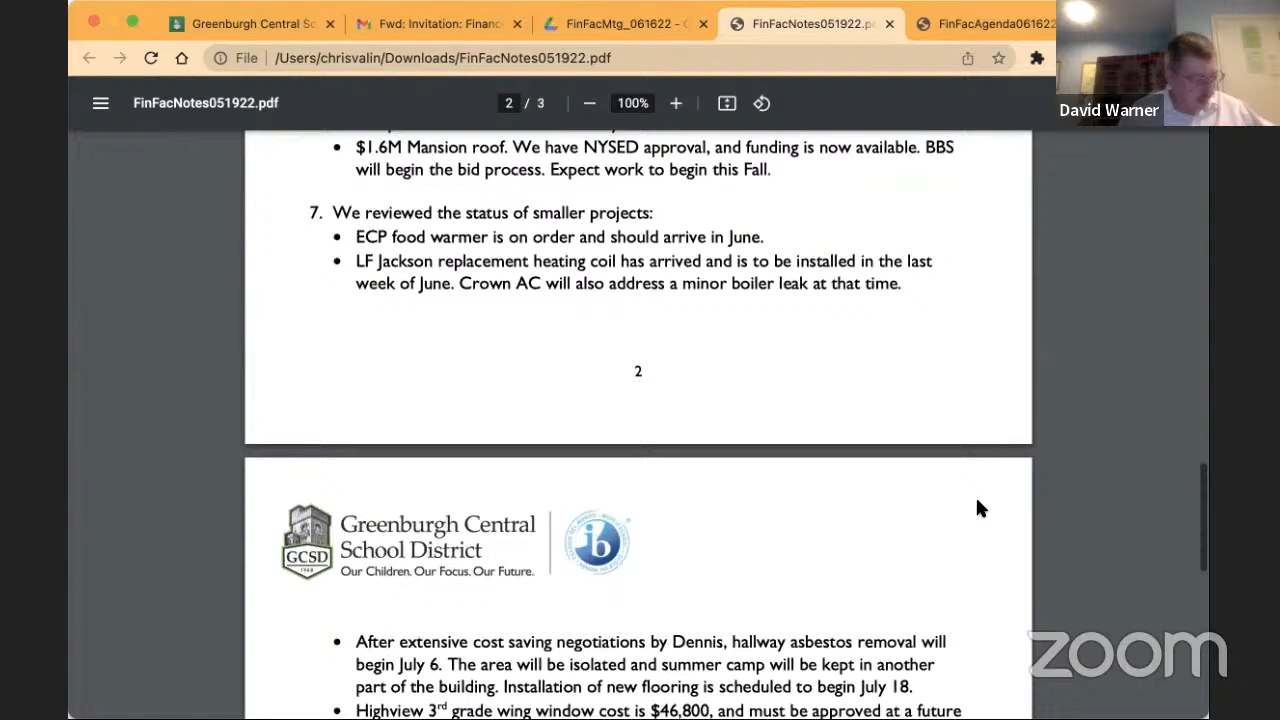 Greenburgh Central Sc
Fwd: Invitation: Financ
FinFacMtg_061622 -
FinFacNotes051922.p
FinFacAgenda061622
File
/Users/chrisvalin/Downloads/FinFacNotes051922.pdf
FinFacNotes051922.pdf
2 / 3
100%
David Warner
• $1.6M Mansion roof. We have NYSED approval, and funding is now available. BBS
will begin the bid process. Expect work to begin this Fall.
7. We reviewed the status of smaller projects:
• ECP food warmer is on order and should arrive in June.
• LF Jackson replacement heating coil has arrived and is to be installed in the last
week of June. Crown AC will also address a minor boiler leak at that time.
2
GCSD
Greenburgh Central
School District
Our Children. Our Focus. Our Future.
ib
• After extensive cost saving negotiations by Dennis, hallway asbestos removal will
begin July 6. The area will be isolated and summer camp will be kept in another
part of the building. Installation of new flooring is scheduled to begin July 18.
• Highview 3rd grade wing window cost is $46,800, and must be approved at a future
zoom